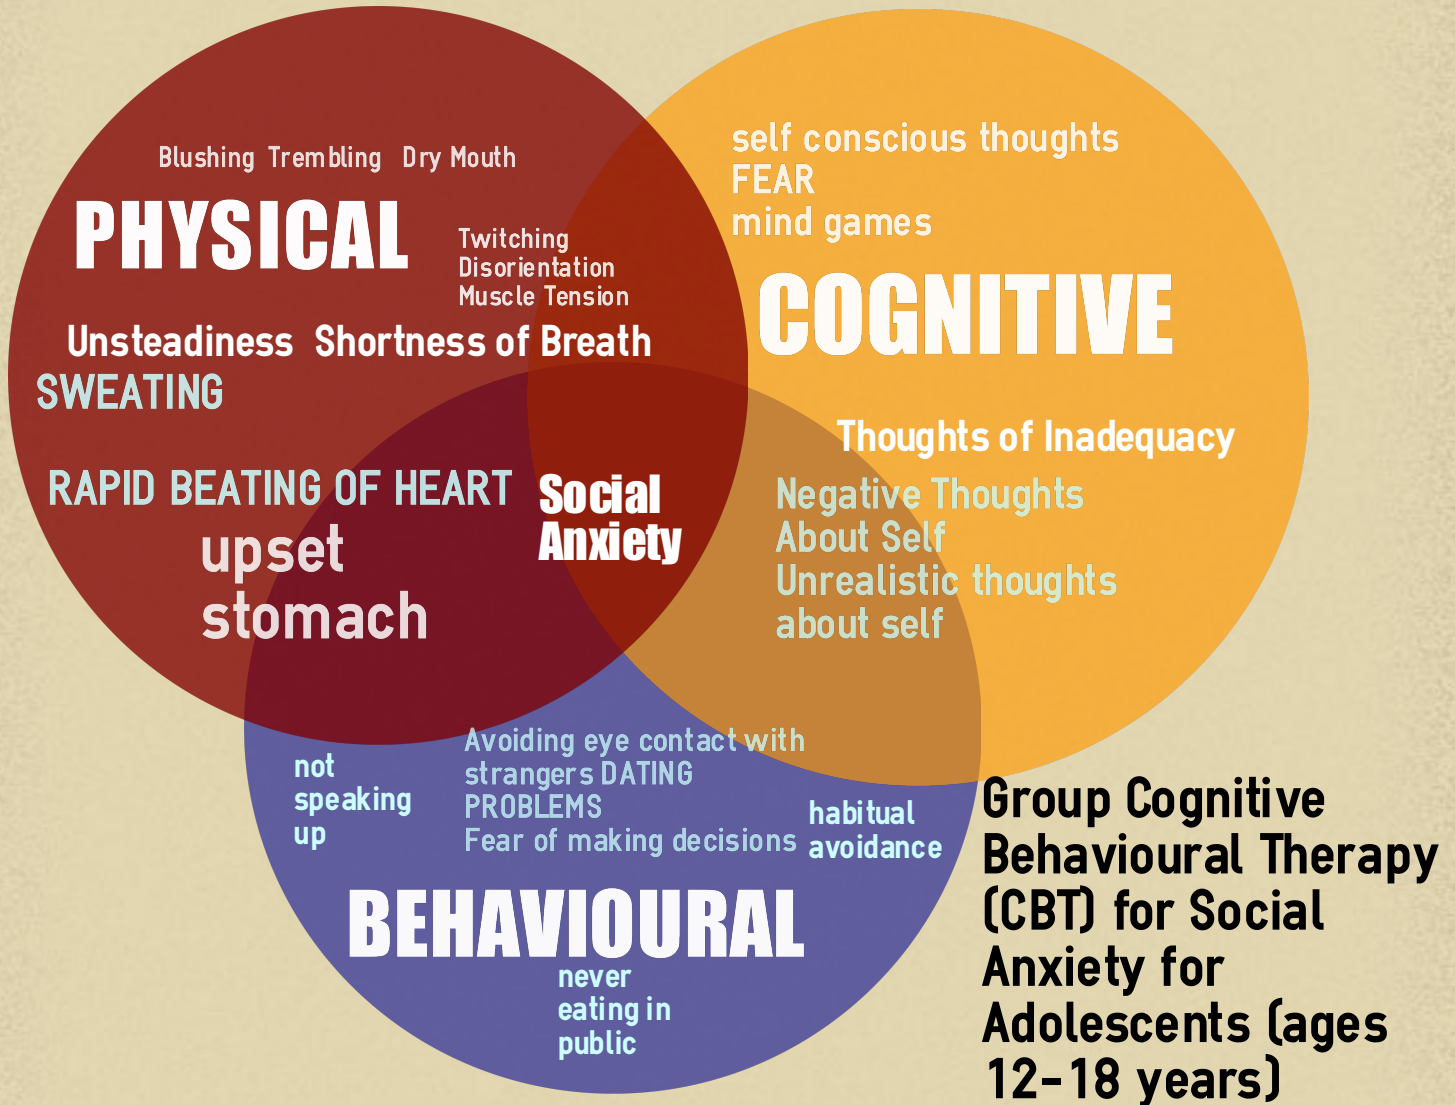 Blushing Trembling Dry Mouth
PHYSICAL
Twitching
Disorientation
Muscle Tension
Unsteadiness Shortness of Breath
SWEATING
RAPID BEATING OF HEART
upset
stomach
Social
Anxiety
self conscious thoughts
FEAR
mind games
COGNITIVE
Thoughts of Inadequacy
Negative Thoughts
About Self
Unrealistic thoughts
about self
not
speaking
up
Avoiding eye contact with
strangers DATING
PROBLEMS
Fear of making decisions
habitual
avoidance
BEHAVIOURAL
never
eating in
public
Group Cognitive
Behavioural Therapy
(CBT) for Social
Anxiety for
Adolescents (ages
12-18 years)